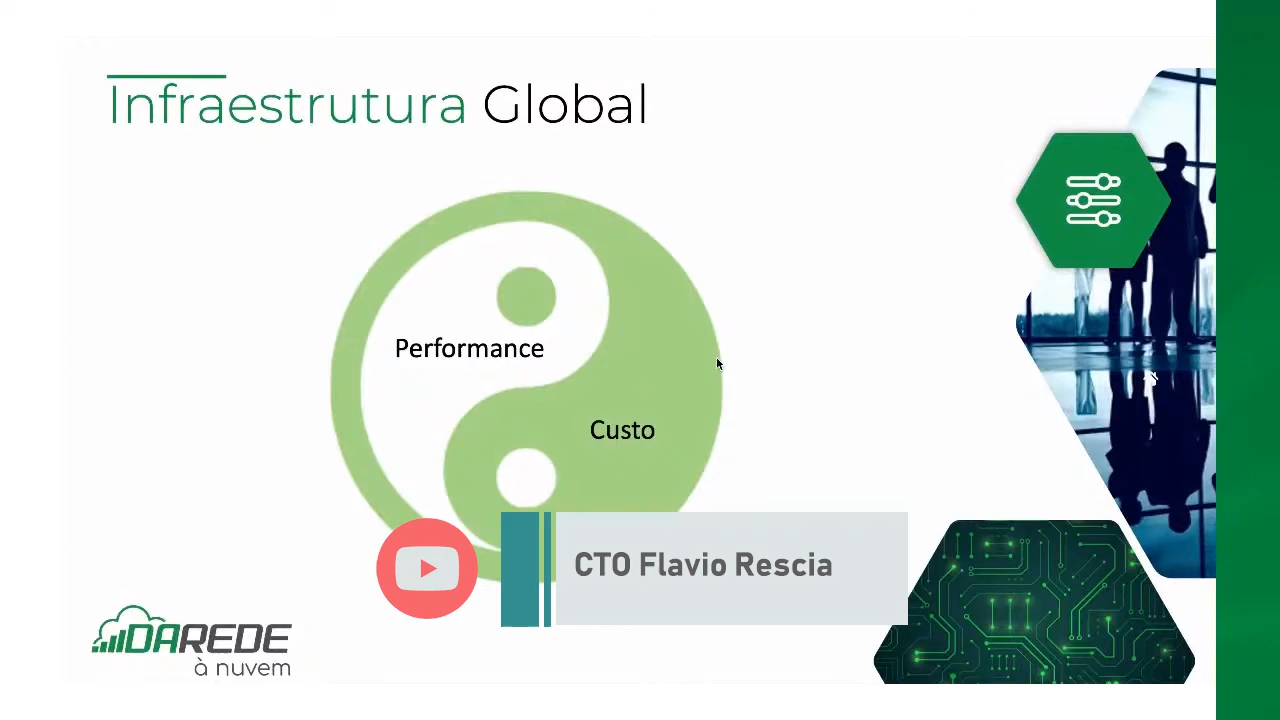 Infraestrutura Global
Performance
Custo
CTO Flavio Rescia
DAREDE
à nuvem